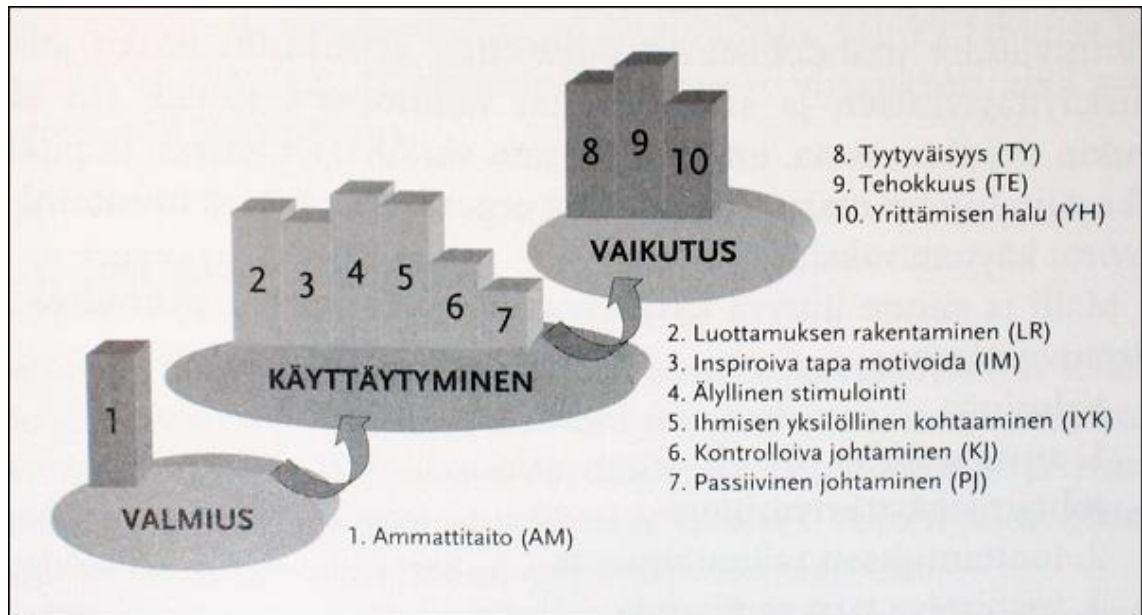 8 9 10
8. Tyytyväisyys (TY)
9. Tehokkuus (TE)
10. Yrittämisen halu (YH)
VAIKUTUS
2 3 4 5 6 7
KÄYTTÄYTYMINEN
2. Luottamuksen rakentaminen (LR)
3. Inspiroiva tapa motivoida (IM)
4. Älyllinen stimulointi
5. Ihmisen yksilöllinen kohtaaminen (IYK)
6. Kontrolloiva johtaminen (KJ)
7. Passiivinen johtaminen (PJ)
1
VALMIUS
1. Ammattitaito (AM)